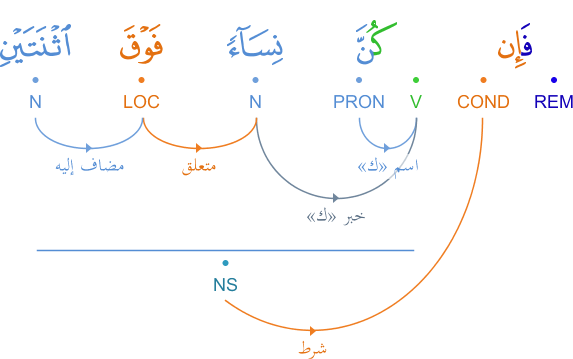 فَإِن كُنَّ نِسَآءً فَوْقَ ٱثْنَتَيْنِ
REM COND V PRON N LOC N
اسم «ك» متعلق مضاف إليه
خبر «ك»
NS
شرط